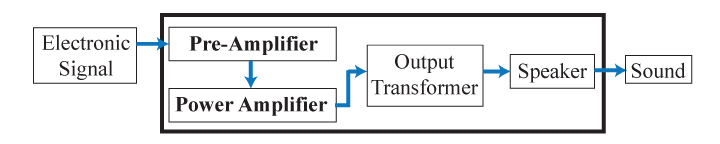 Electronic
Signal
Pre-Amplifier
Power Amplifier
Output
Transformer
Speaker
Sound